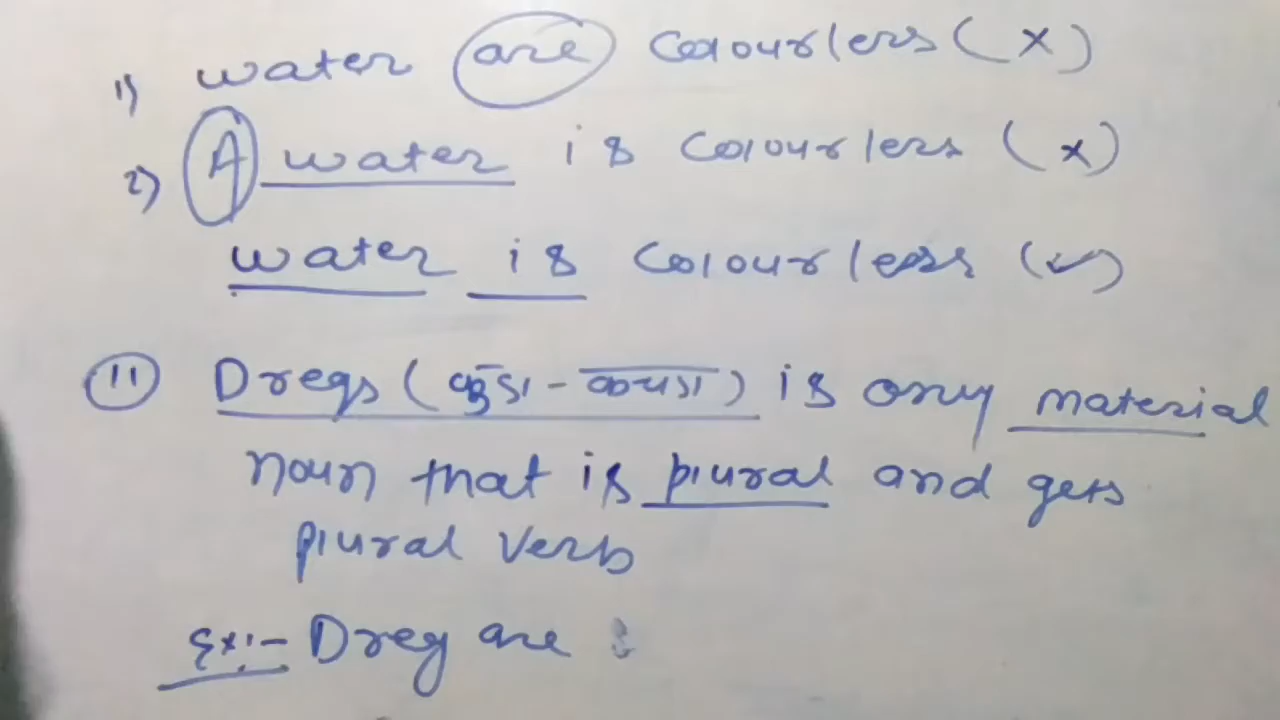 1) water are colourless (x)
2) A water is colourless (x)
water is colourless (✓)
(11) Dregs (कूड़ा - कचरा) is only material
noun that is plural and gets
plural verb
Ex:- Dreg are